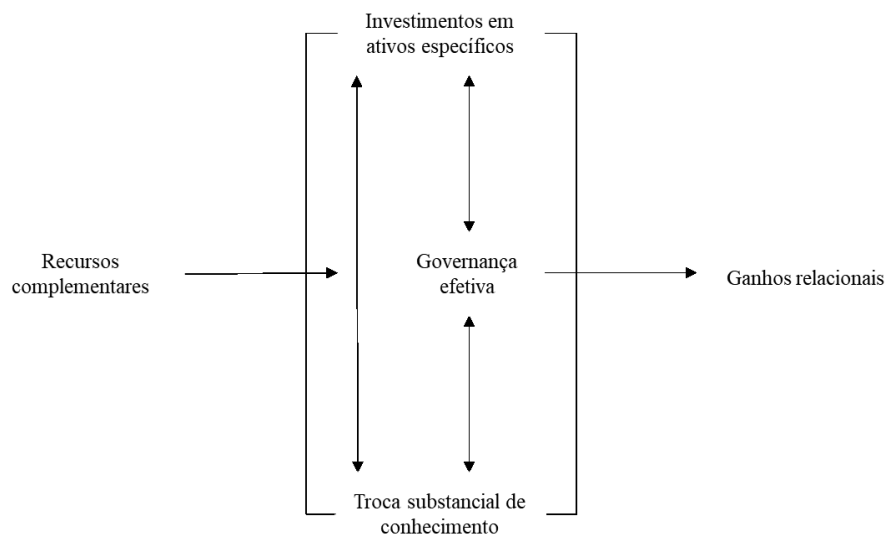 Investimentos em
ativos específicos
Recursos
complementares
Governança
efetiva
Ganhos relacionais
Troca substancial de
conhecimento